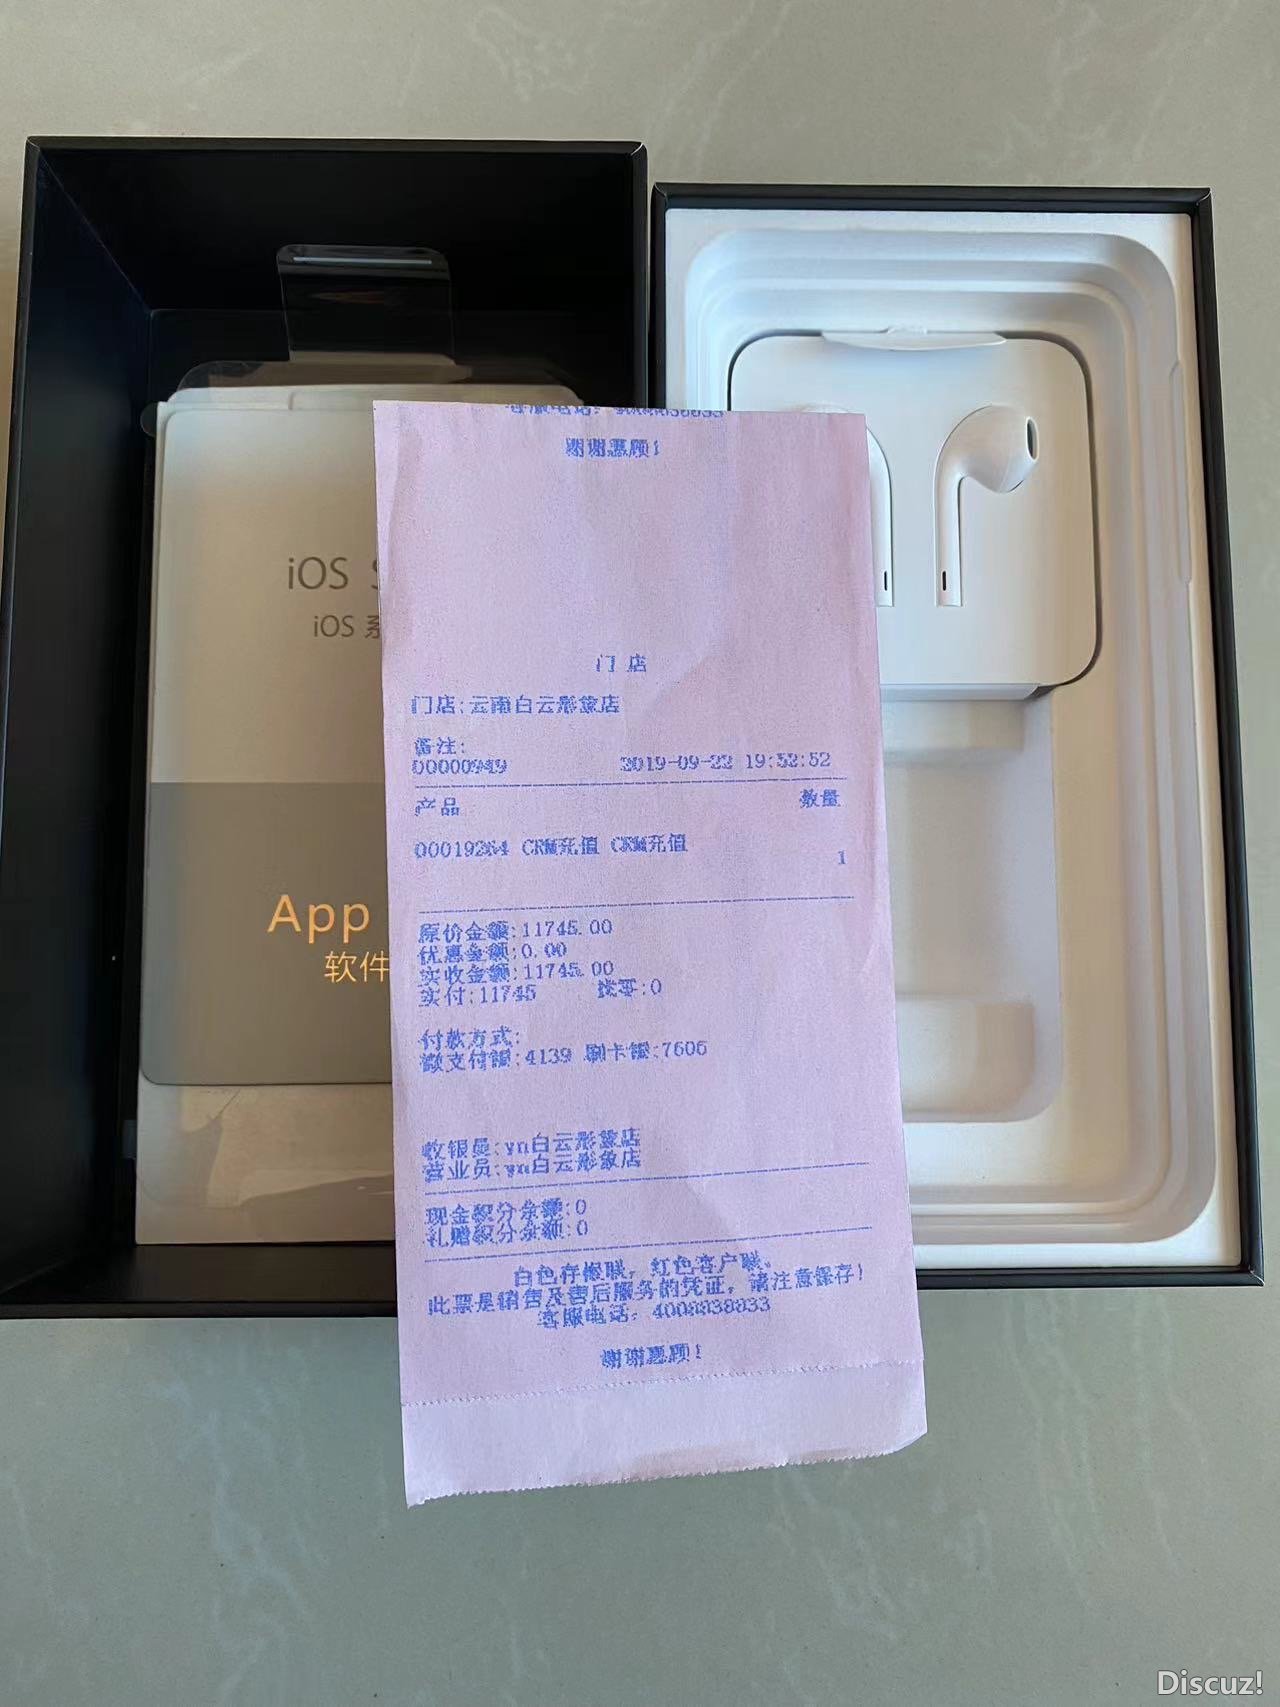 谢谢惠顾!
iOS
iOS 系
App
软件
门 店
门店:云南白云形象店
备注:
00000949 2019-09-22 19:52:52
产品 数量
00019264 CRM充值 CRM充值
1
原价金额:11745.00
优惠金额:0.00
实收金额:11745.00
实付:11745 找零:0
付款方式:
微支付银:4139 刷卡银:7606
收银员:yn白云形象店
营业员:yn白云形象店
现金积分余额:0
礼赠积分余额:0
白色存根联，红色客户联。
此票是销售及售后服务的凭证，请注意保存!
客服电话：4008838833
谢谢惠顾!
Discuz!